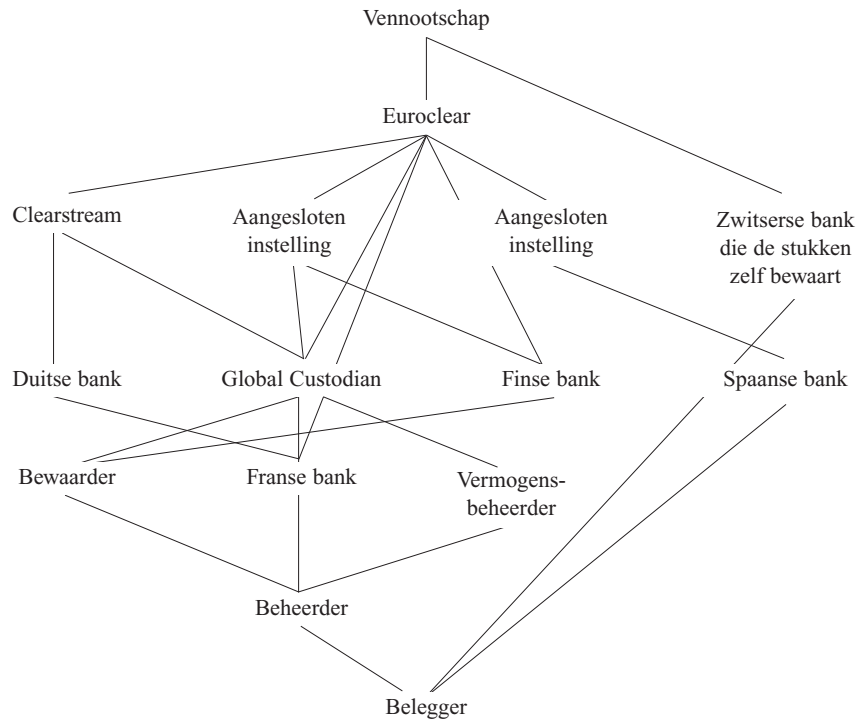 Vennootschap
Euroclear
Clearstream
Aangesloten
instelling
Aangesloten
instelling
Zwitserse bank
die de stukken
zelf bewaart
Duitse bank
Global Custodian
Finse bank
Spaanse bank
Bewaarder
Franse bank
Vermogens-
beheerder
Beheerder
Belegger